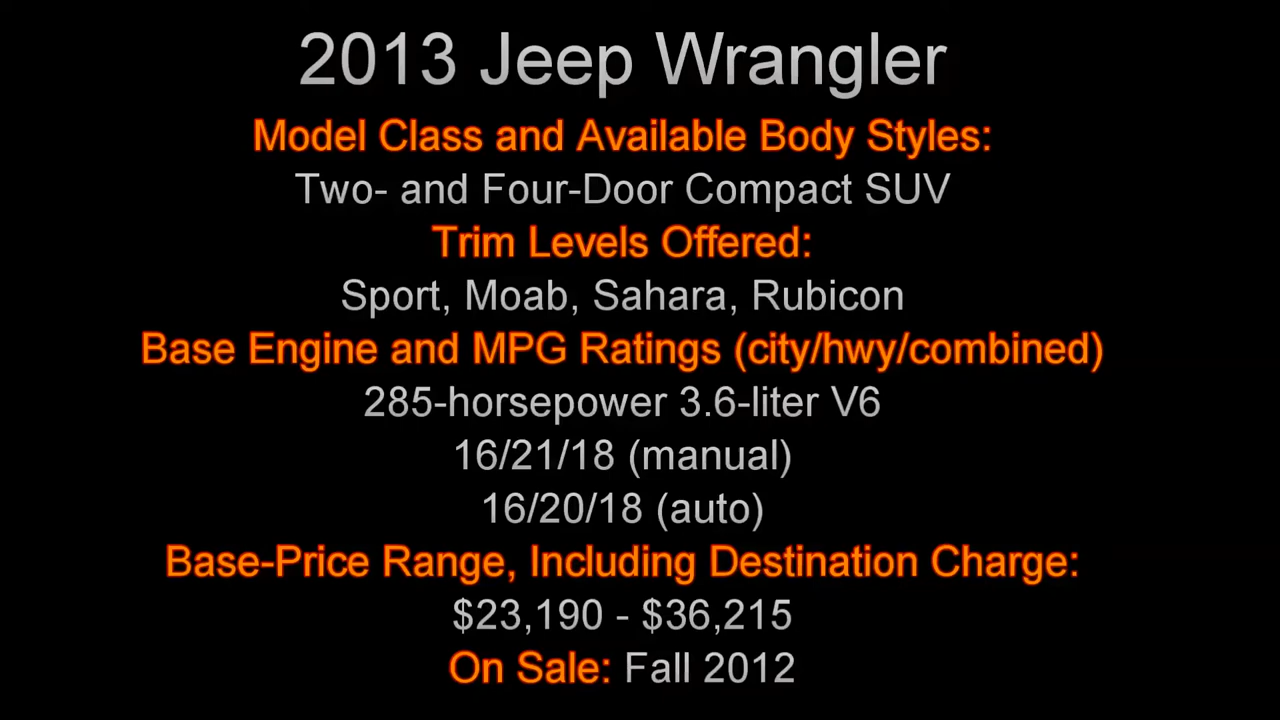 2013 Jeep Wrangler
Model Class and Available Body Styles:
Two- and Four-Door Compact SUV
Trim Levels Offered:
Sport, Moab, Sahara, Rubicon
Base Engine and MPG Ratings (city/hwy/combined)
285-horsepower 3.6-liter V6
16/21/18 (manual)
16/20/18 (auto)
Base-Price Range, Including Destination Charge:
$23,190 - $36,215
On Sale: Fall 2012